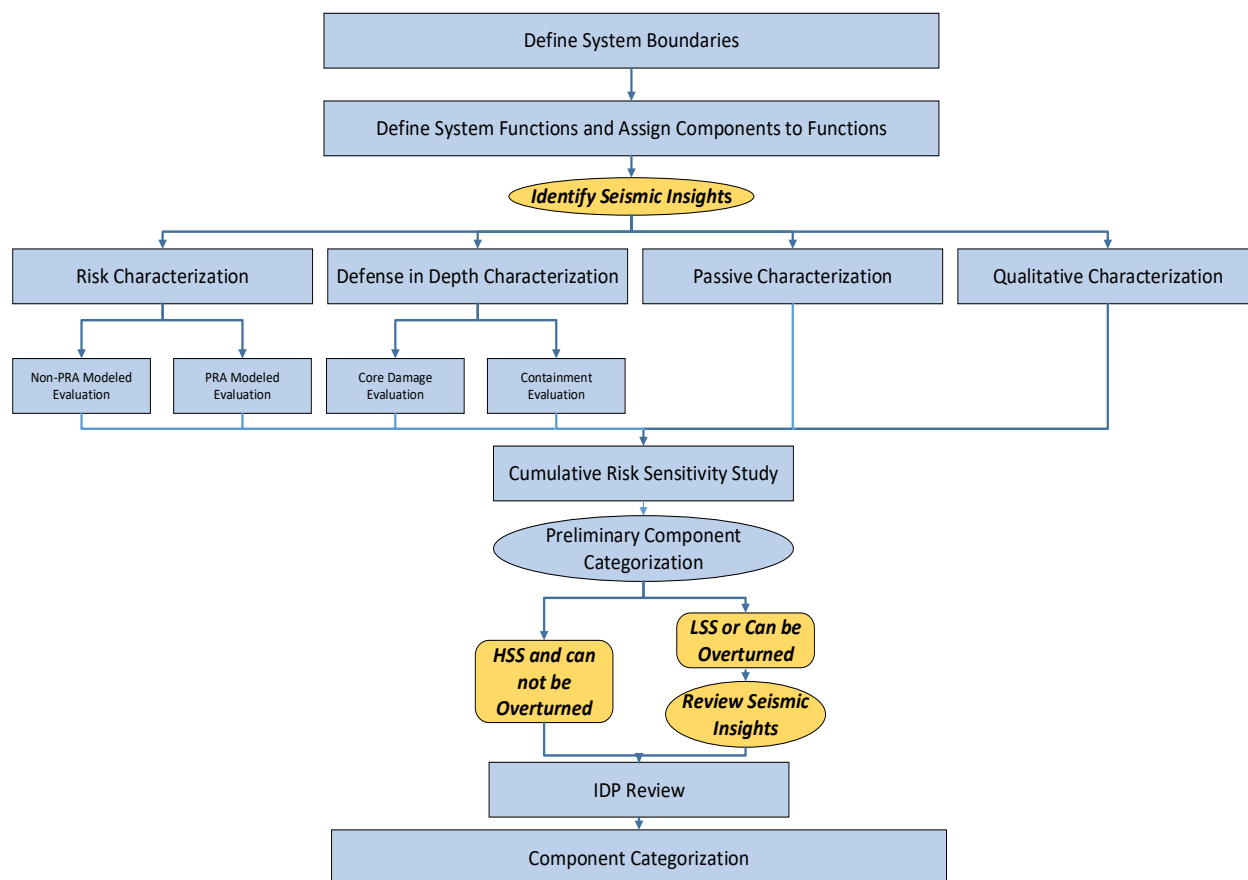 Define System Boundaries
Define System Functions and Assign Components to Functions
Identify Seismic Insights
Risk Characterization
Defense in Depth Characterization
Passive Characterization
Qualitative Characterization
Non-PRA Modeled
Evaluation
PRA Modeled
Evaluation
Core Damage
Evaluation
Containment
Evaluation
Cumulative Risk Sensitivity Study
Preliminary Component
Categorization
HSS and can
not be
Overturned
LSS or Can be
Overturned
Review Seismic
Insights
IDP Review
Component Categorization